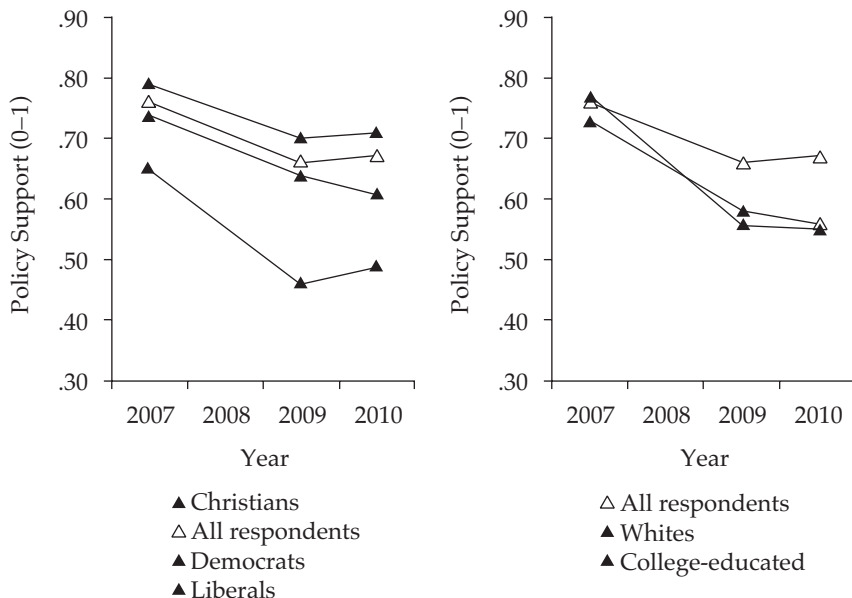 .90
.80
.70
.60
.50
.40
.30
Policy Support (0–1)
2007 2008 2009 2010
Year
▲ Christians
△ All respondents
▲ Democrats
▲ Liberals
.90
.80
.70
.60
.50
.40
.30
Policy Support (0–1)
2007 2008 2009 2010
Year
△ All respondents
▲ Whites
▲ College-educated